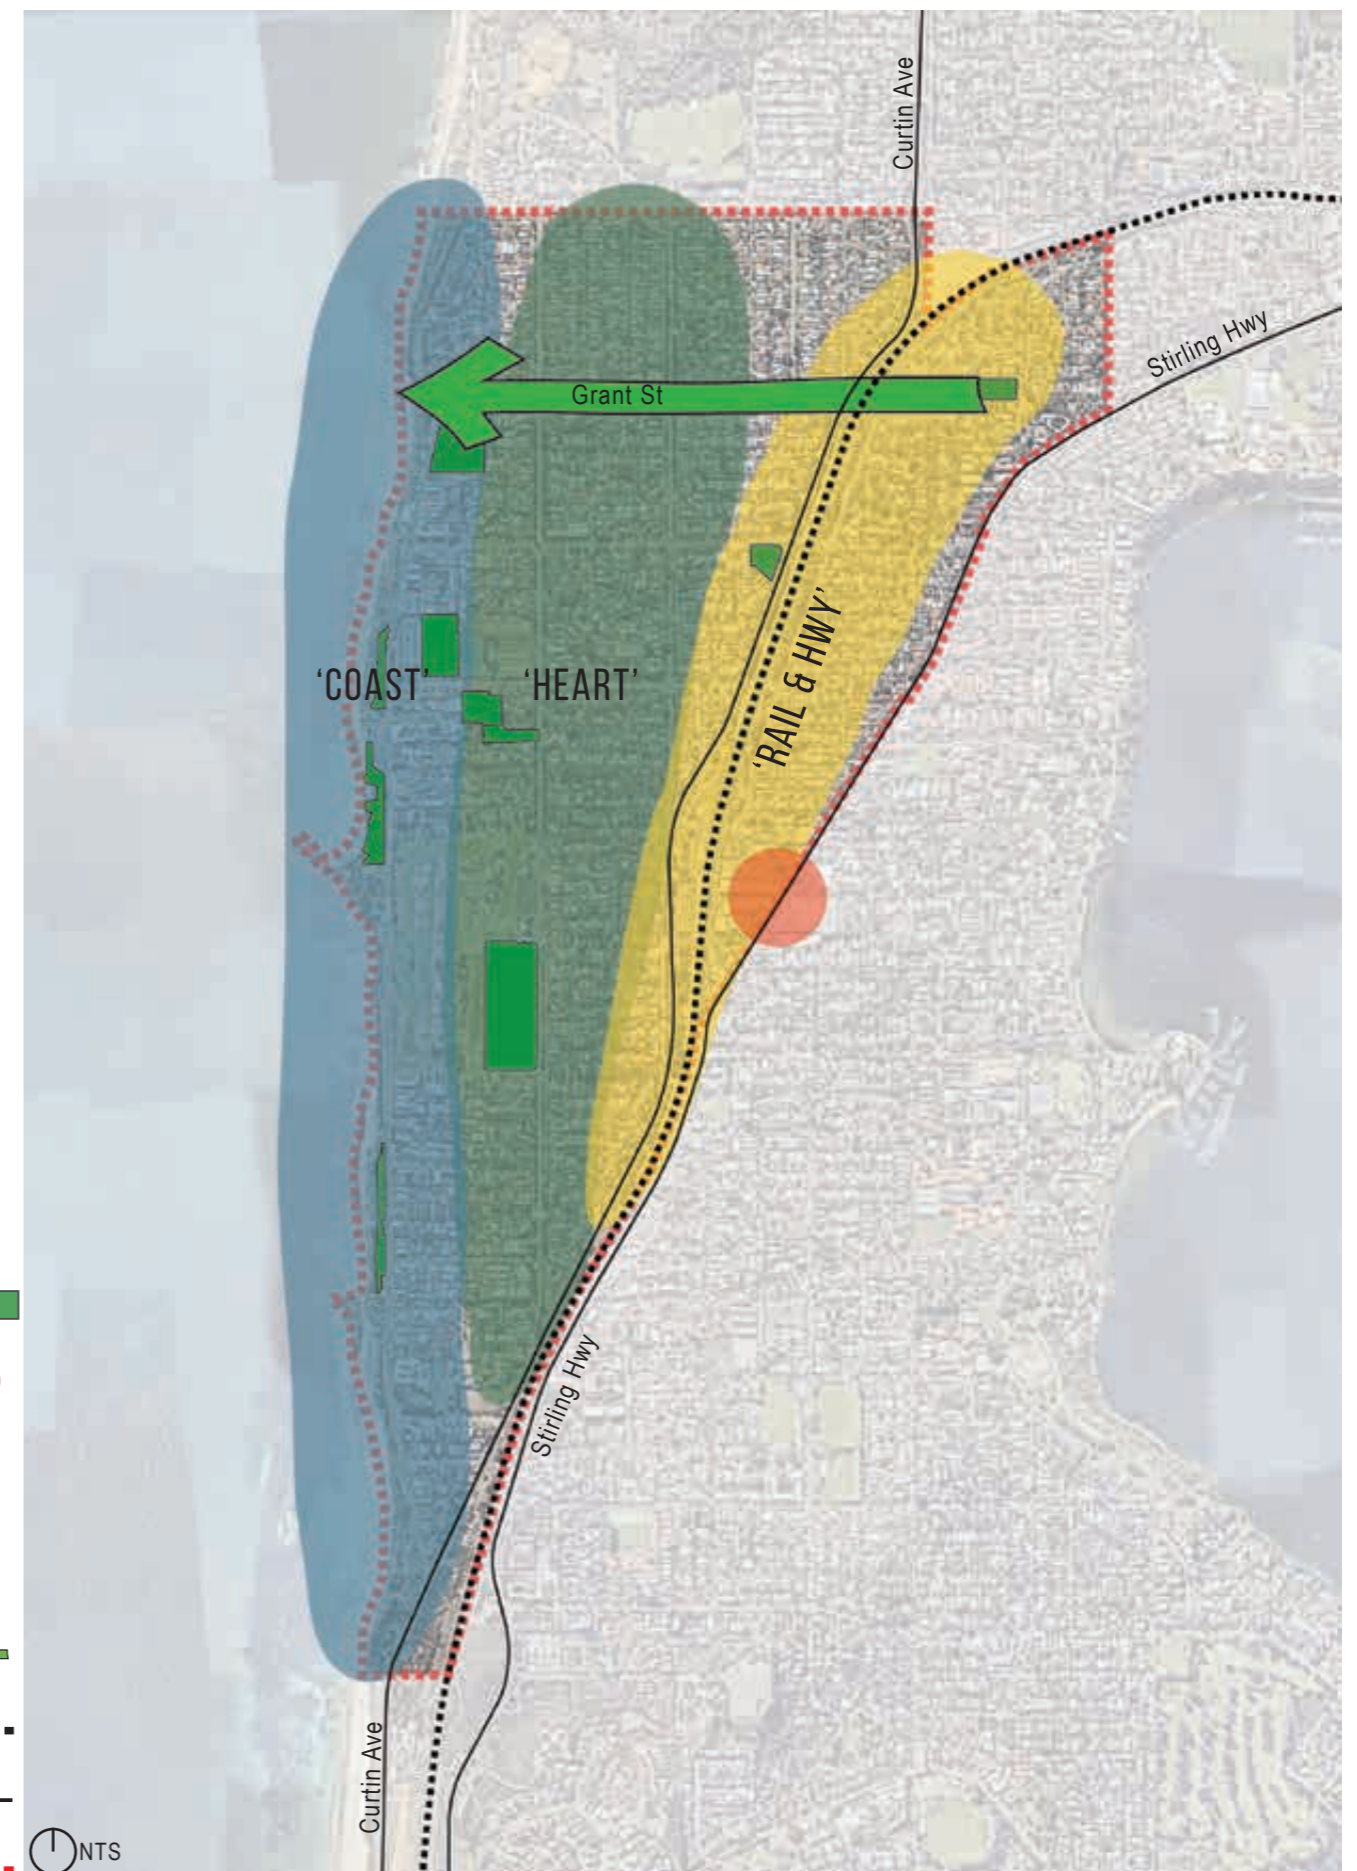 Curtin Ave
Stirling Hwy
Grant St
‘COAST’
‘HEART’
‘RAIL & HWY’
Stirling Hwy
Curtin Ave
NTS